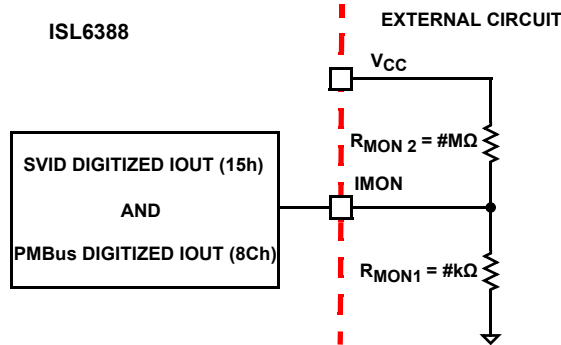 ISL6388
EXTERNAL CIRCUIT
VCC
RMON 2 = #MΩ
SVID DIGITIZED IOUT (15h)
AND
PMBus DIGITIZED IOUT (8Ch)
IMON
RMON1 = #kΩ